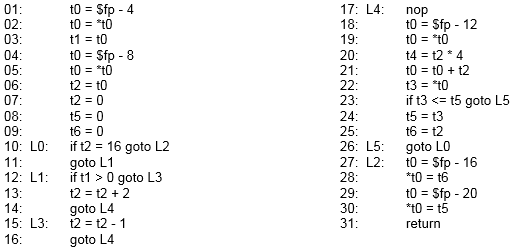 01: t0 = $fp - 4
02: t0 = *t0
03: t1 = t0
04: t0 = $fp - 8
05: t0 = *t0
06: t2 = t0
07: t2 = 0
08: t5 = 0
09: t6 = 0
10: L0: if t2 = 16 goto L2
11: goto L1
12: L1: if t1 > 0 goto L3
13: t2 = t2 + 2
14: goto L4
15: L3: t2 = t2 - 1
16: goto L4
17: L4: nop
18: t0 = $fp - 12
19: t0 = *t0
20: t4 = t2 * 4
21: t0 = t0 + t2
22: t3 = *t0
23: if t3 <= t5 goto L5
24: t5 = t3
25: t6 = t2
26: L5: goto L0
27: L2: t0 = $fp - 16
28: *t0 = t6
29: t0 = $fp - 20
30: *t0 = t5
31: return